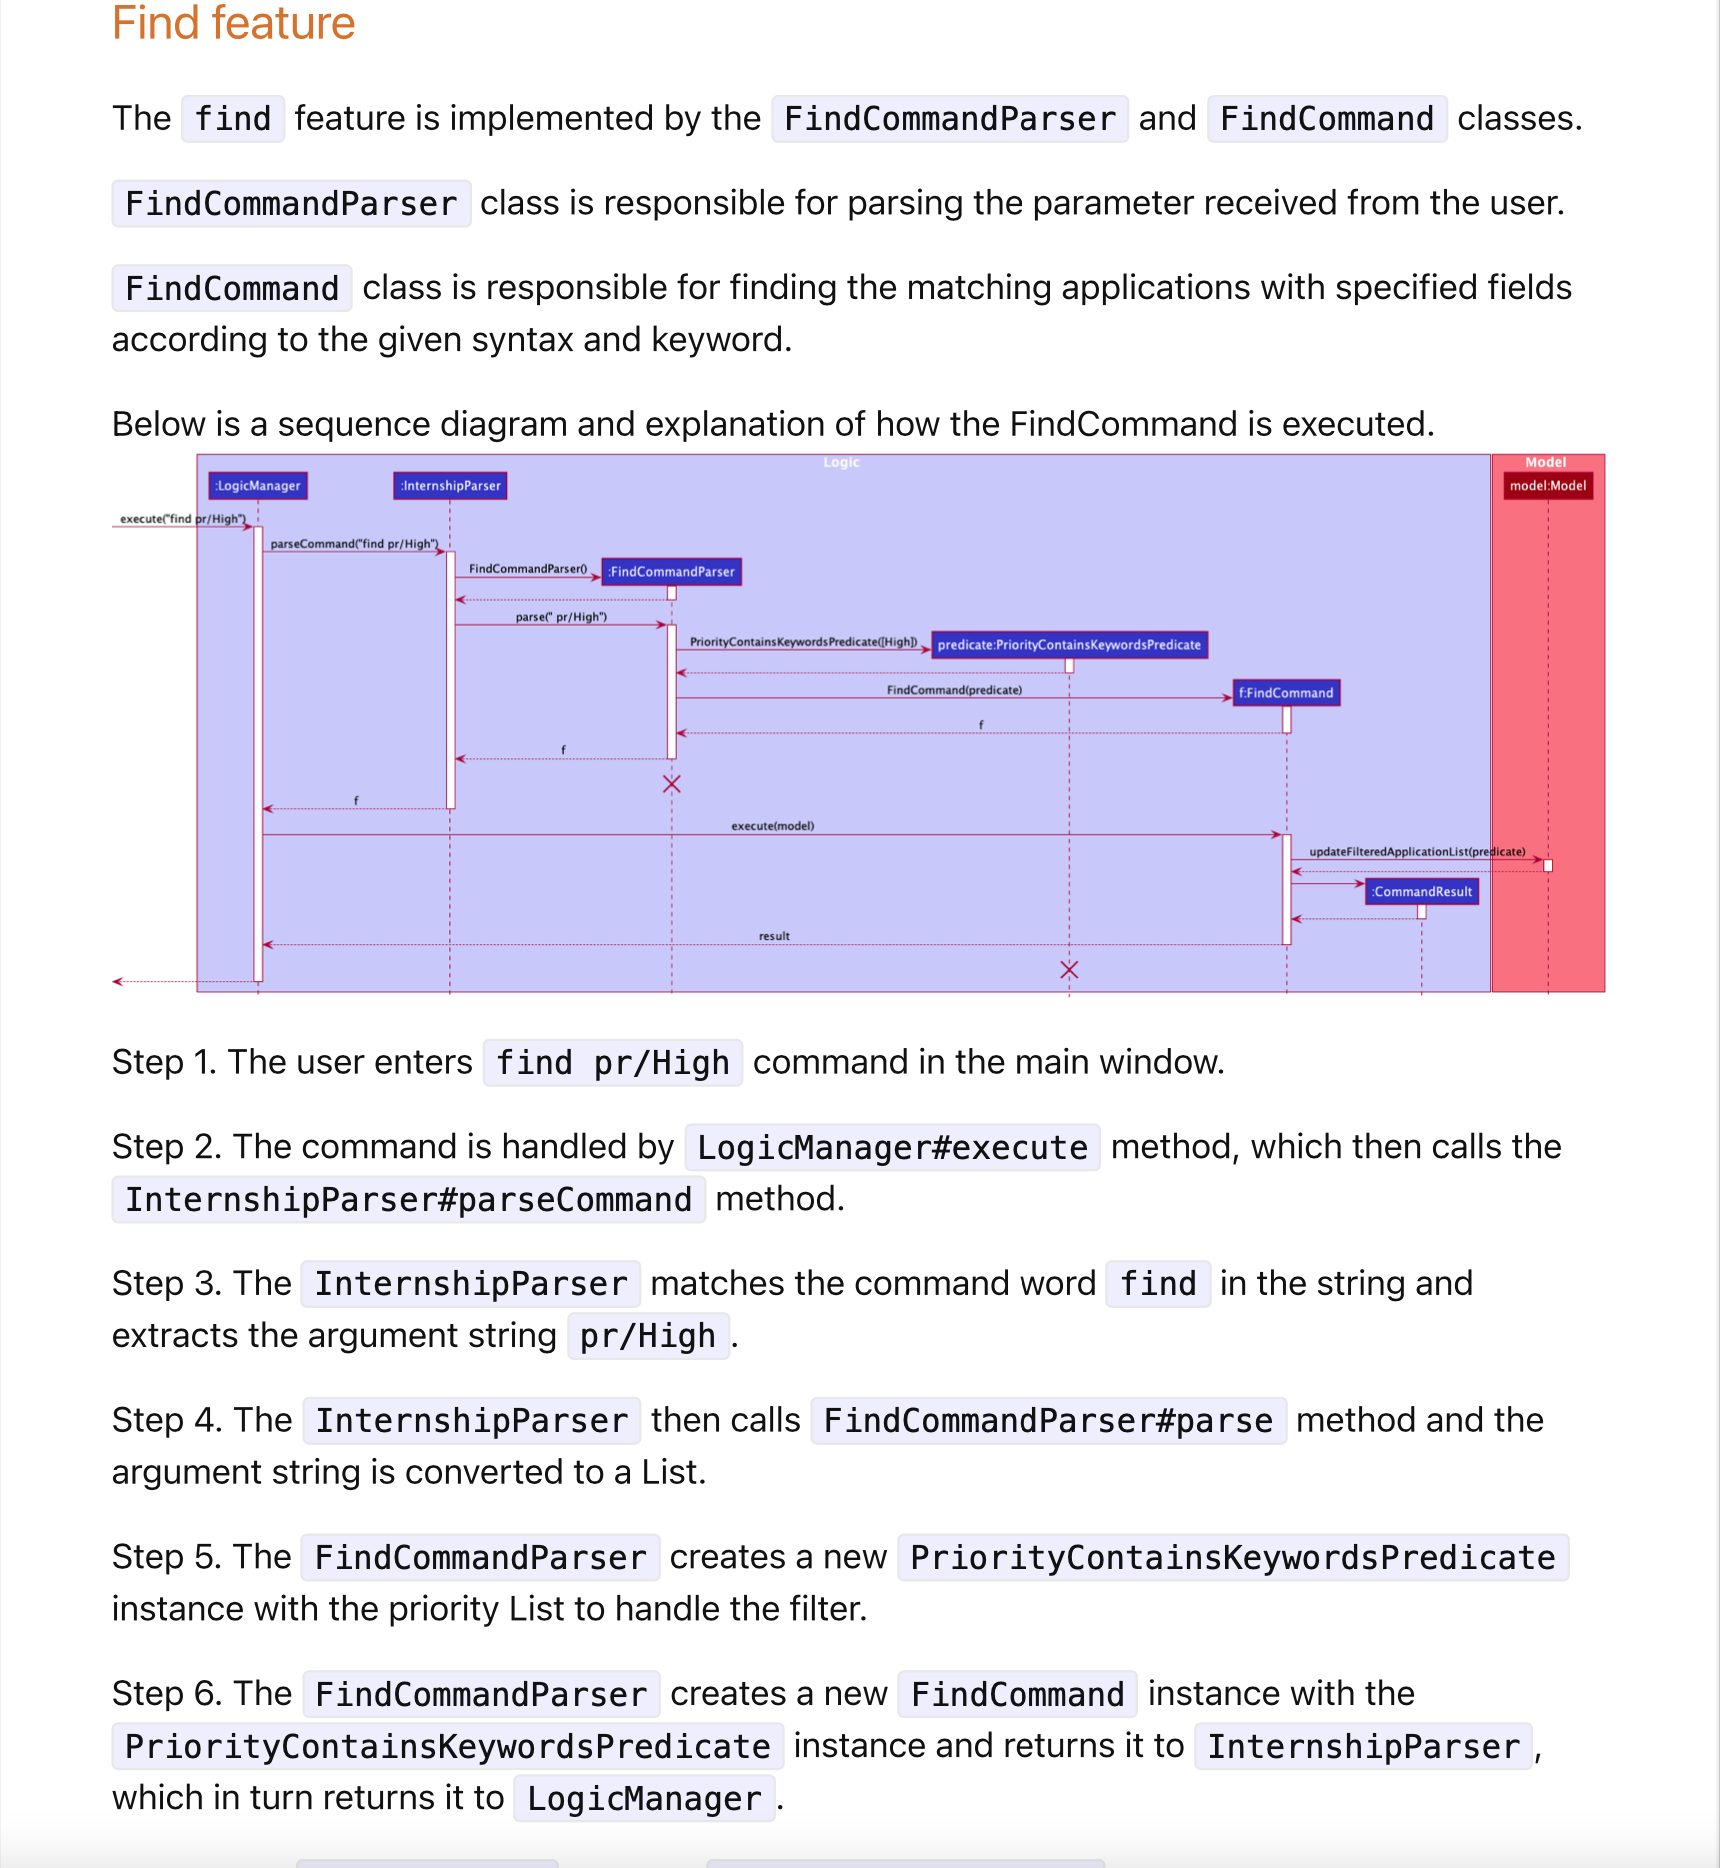 Find feature
The find feature is implemented by the FindCommandParser and FindCommand classes.
FindCommandParser class is responsible for parsing the parameter received from the user.
FindCommand class is responsible for finding the matching applications with specified fields
according to the given syntax and keyword.
Below is a sequence diagram and explanation of how the FindCommand is executed.
Logic
Model
:LogicManager
:InternshipParser
model:Model
execute("find pr/High")
parseCommand("find pr/High")
FindCommandParser()
:FindCommandParser
parse(" pr/High")
PriorityContainsKeywordsPredicate([High])
predicate:PriorityContainsKeywordsPredicate
FindCommand(predicate)
f:FindCommand
f
f
f
execute(model)
updateFilteredApplicationList(predicate)
:CommandResult
result
Step 1. The user enters find pr/High command in the main window.
Step 2. The command is handled by LogicManager#execute method, which then calls the
InternshipParser#parseCommand method.
Step 3. The InternshipParser matches the command word find in the string and
extracts the argument string pr/High.
Step 4. The InternshipParser then calls FindCommandParser#parse method and the
argument string is converted to a List.
Step 5. The FindCommandParser creates a new PriorityContainsKeywordsPredicate
instance with the priority List to handle the filter.
Step 6. The FindCommandParser creates a new FindCommand instance with the
PriorityContainsKeywordsPredicate instance and returns it to InternshipParser,
which in turn returns it to LogicManager.